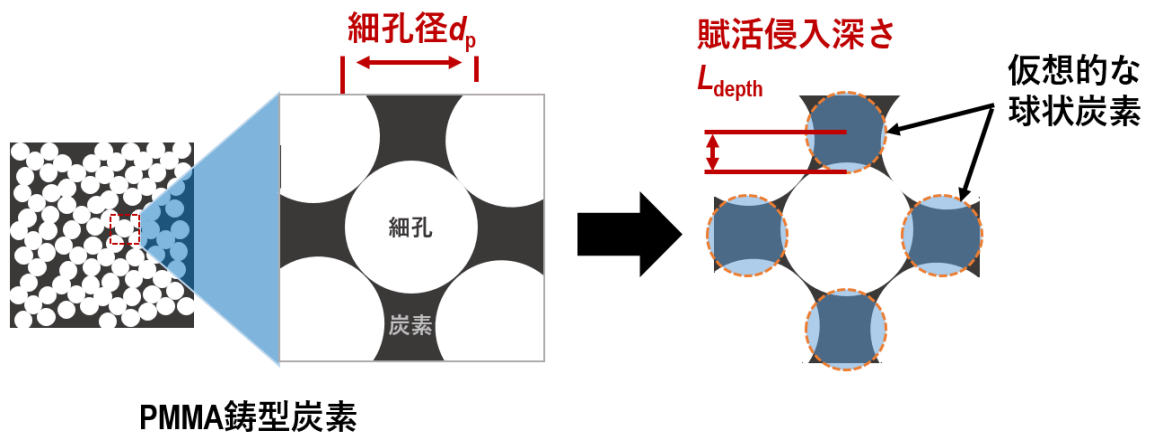 細孔径dp
賦活侵入深さ
Ldepth
仮想的な
球状炭素
細孔
炭素
PMMA鋳型炭素